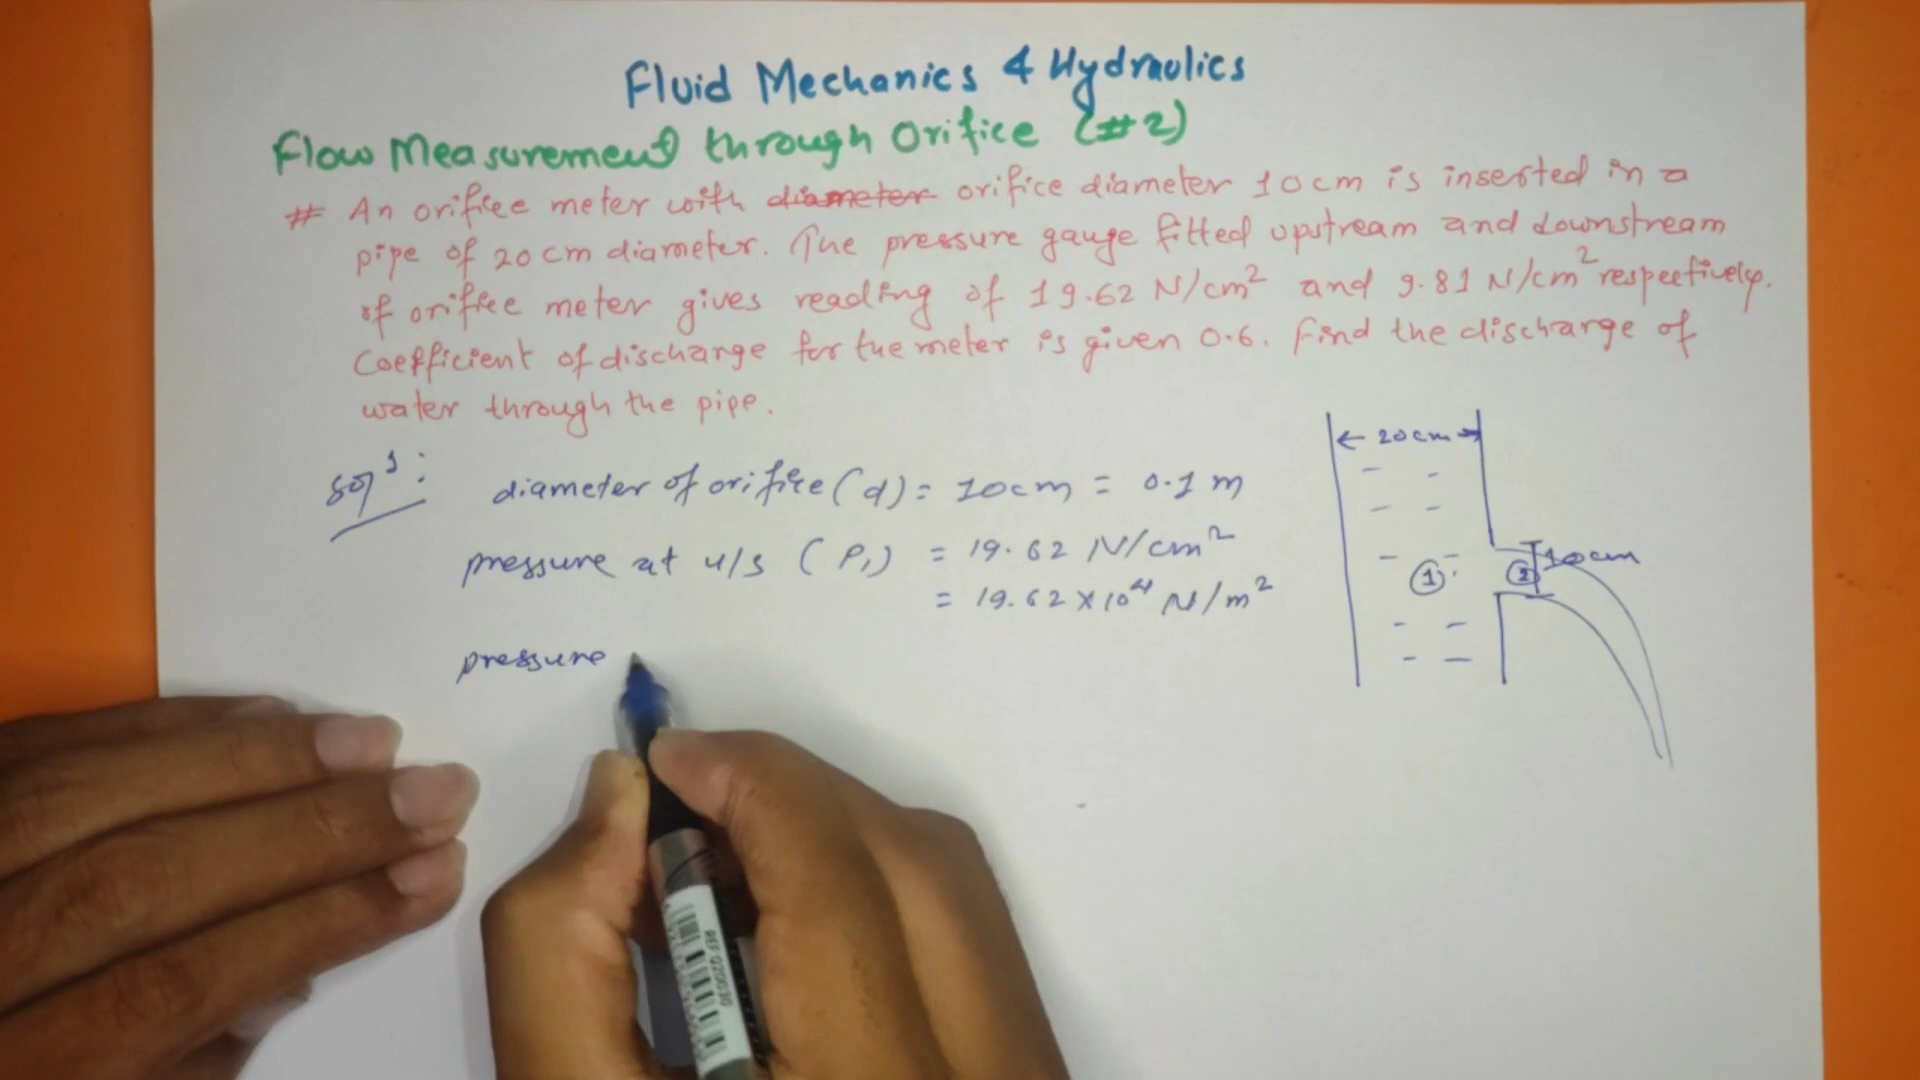 Fluid Mechanics & Hydraulics
Flow Measurement through Orifice (#2)
# An orifice meter with diameter orifice diameter 10cm is inserted in a
pipe of 20cm diameter. The pressure gauge fitted upstream and downstream
of orifice meter gives reading of 19.62 N/cm² and 9.81 N/cm² respectively.
Coefficient of discharge for the meter is given 0.6. Find the discharge of
water through the pipe.
20cm
Solⁿ:
diameter of orifice (d) = 10cm = 0.1 m
pressure at u/s (P₁) = 19.62 N/cm²
= 19.62 × 10⁴ N/m²
1
2
10cm
pressure
REF Q20030